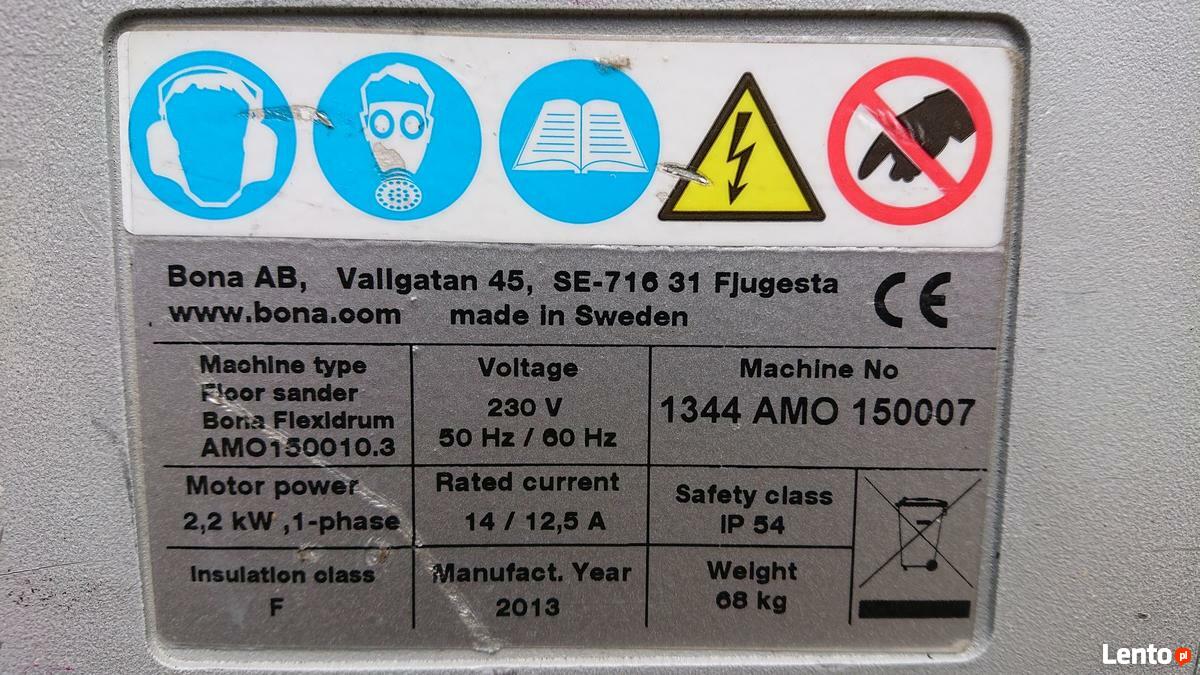 Bona AB, Vallgatan 45, SE-716 31 Fjugesta
www.bona.com made in Sweden
CE
Machine type
Floor sander
Bona Flexidrum
AMO150010.3
Voltage
230 V
50 Hz / 60 Hz
Machine No
1344 AMO 150007
Motor power
2,2 kW ,1-phase
Rated current
14 / 12,5 A
Safety class
IP 54
Insulation class
F
Manufact. Year
2013
Weight
68 kg
Lento.pl